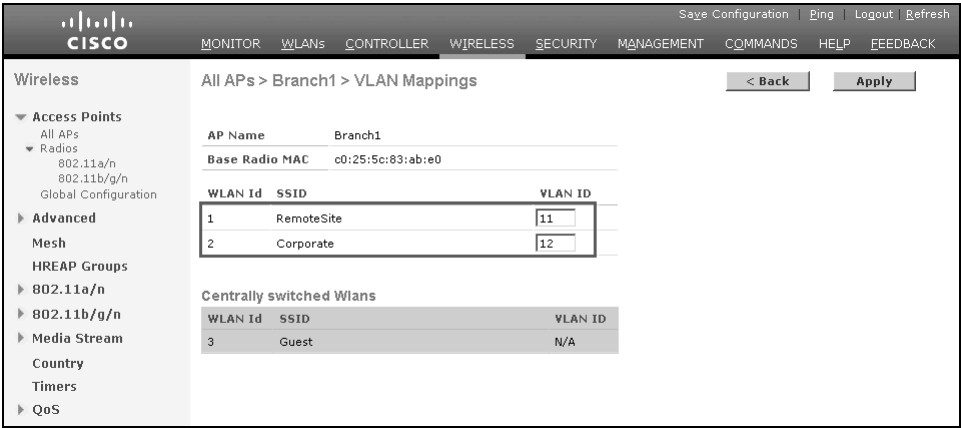 Save Configuration | Ping | Logout | Refresh
CISCO
MONITOR WLANs CONTROLLER WIRELESS SECURITY MANAGEMENT COMMANDS HELP FEEDBACK
Wireless
Access Points
All APs
Radios
802.11a/n
802.11b/g/n
Global Configuration
Advanced
Mesh
HREAP Groups
802.11a/n
802.11b/g/n
Media Stream
Country
Timers
QoS
All APs > Branch1 > VLAN Mappings
< Back
Apply
AP Name Branch1
Base Radio MAC c0:25:5c:83:ab:e0
WLAN Id SSID VLAN ID
1 RemoteSite 11
2 Corporate 12
Centrally switched Wlans
WLAN Id SSID VLAN ID
3 Guest N/A